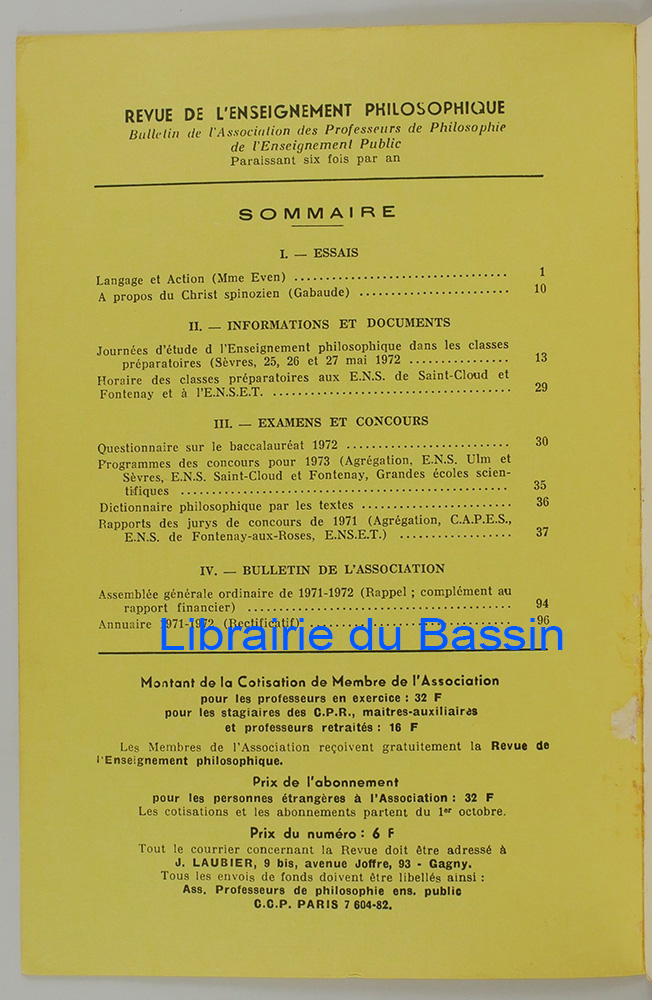 REVUE DE L'ENSEIGNEMENT PHILOSOPHIQUE
Bulletin de l'Association des Professeurs de Philosophie
de l'Enseignement Public
Paraissant six fois par an
SOMMAIRE
I. — ESSAIS
Langage et Action (Mme Even) ................................ 1
A propos du Christ spinozien (Gabaude) ....................... 10
II. — INFORMATIONS ET DOCUMENTS
Journées d'étude d l'Enseignement philosophique dans les classes
préparatoires (Sèvres, 25, 26 et 27 mai 1972 ............... 13
Horaire des classes préparatoires aux E.N.S. de Saint-Cloud et
Fontenay et à l'E.N.S.E.T. .................................... 29
III. — EXAMENS ET CONCOURS
Questionnaire sur le baccalauréat 1972 ......................... 30
Programmes des concours pour 1973 (Agrégation, E.N.S. Ulm et
Sèvres, E.N.S. Saint-Cloud et Fontenay, Grandes écoles scien-
tifiques .................................................. 35
Dictionnaire philosophique par les textes ....................... 36
Rapports des jurys de concours de 1971 (Agrégation, C.A.P.E.S.,
E.N.S. de Fontenay-aux-Roses, E.NS.E.T.) ................. 37
IV. — BULLETIN DE L'ASSOCIATION
Assemblée générale ordinaire de 1971-1972 (Rappel ; complément au
rapport financier) ........................................ 94
Annuaire 1971-1972 (Rectificatif) ............................... 96
Librairie du Bassin
Montant de la Cotisation de Membre de l'Association
pour les professeurs en exercice : 32 F
pour les stagiaires des C.P.R., maitres-auxiliaires
et professeurs retraités : 16 F
Les Membres de l'Association reçoivent gratuitement la Revue de
l'Enseignement philosophique.
Prix de l'abonnement
pour les personnes étrangères à l'Association : 32 F
Les cotisations et les abonnements partent du 1er octobre.
Prix du numéro : 6 F
Tout le courrier concernant la Revue doit être adressé à
J. LAUBIER, 9 bis, avenue Joffre, 93 - Gagny.
Tous les envois de fonds doivent être libellés ainsi :
Ass. Professeurs de philosophie ens. public
C.C.P. PARIS 7 604-82.